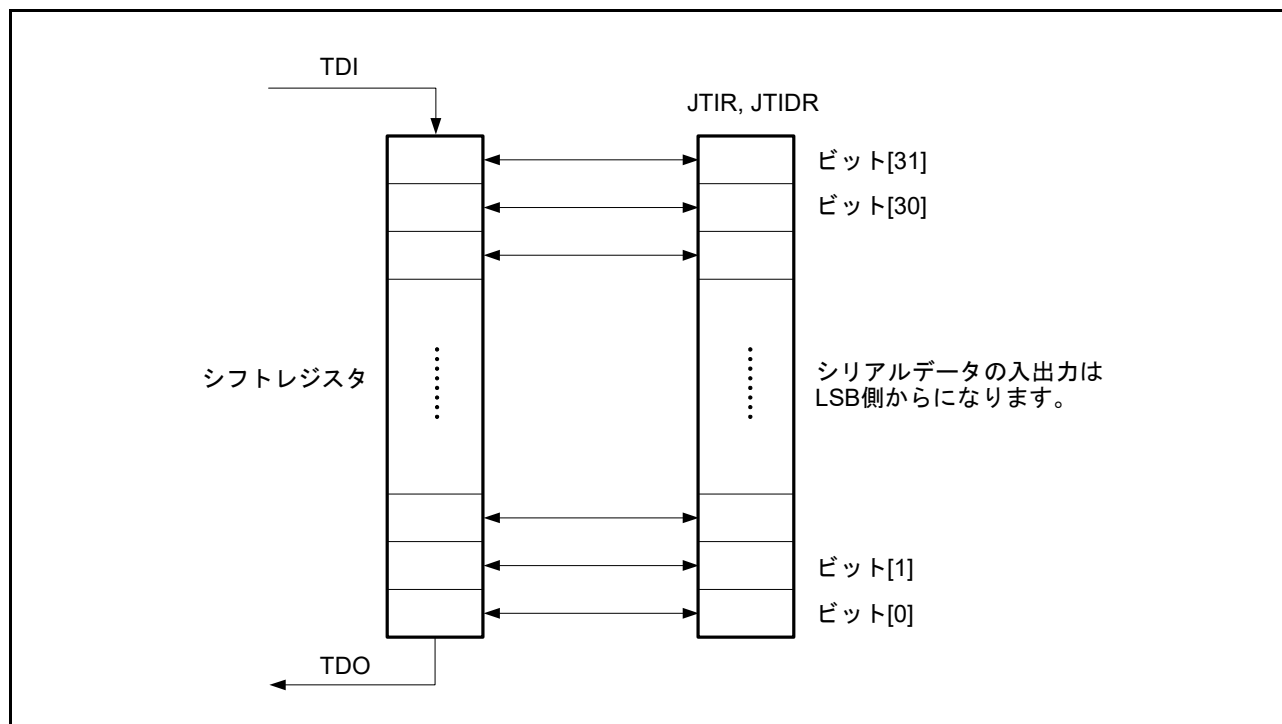 TDI
JTIR, JTIDR
ビット[31]
ビット[30]
シフトレジスタ
シリアルデータの入出力は
LSB側からになります。
ビット[1]
ビット[0]
TDO